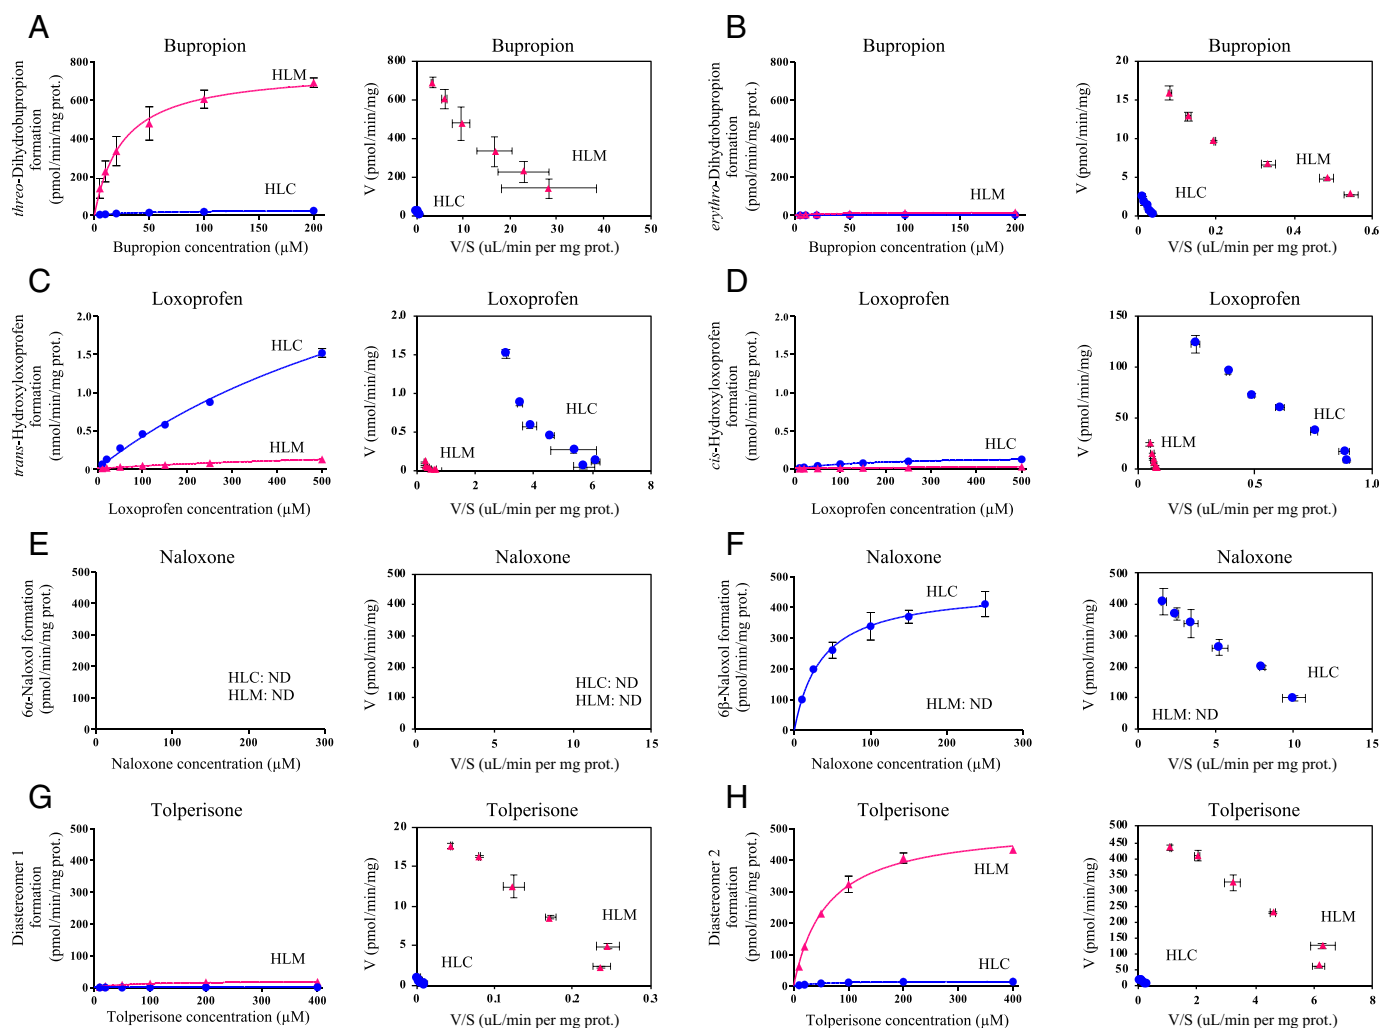 A
Bupropion
threo-Dihydrobupropion
formation
(pmol/min/mg prot.)
800
600
400
200
0
0 50 100 150 200
HLM
HLC
Bupropion concentration (µM)
Bupropion
V (pmol/min/mg)
800
600
400
200
0
0 10 20 30 40 50
HLM
HLC
V/S (uL/min per mg prot.)
B
Bupropion
erythro-Dihydrobupropion
formation
(pmol/min/mg prot.)
800
600
400
200
0
0 50 100 150 200
HLM
Bupropion concentration (µM)
Bupropion
V (pmol/min/mg)
20
15
10
5
0
0 0.2 0.4 0.6
HLM
HLC
V/S (uL/min per mg prot.)
C
Loxoprofen
trans-Hydroxyloxoprofen
formation
(nmol/min/mg prot.)
2.0
1.5
1.0
0.5
0
0 100 200 300 400 500
HLC
HLM
Loxoprofen concentration (µM)
Loxoprofen
V (nmol/min/mg)
2.0
1.5
1.0
0.5
0
0 2 4 6 8
HLC
HLM
V/S (uL/min per mg prot.)
D
Loxoprofen
cis-Hydroxyloxoprofen
formation
(nmol/min/mg prot.)
2.0
1.5
1.0
0.5
0
0 100 200 300 400 500
HLC
Loxoprofen concentration (µM)
Loxoprofen
V (pmol/min/mg)
150
100
50
0
0 0.5 1.0
HLC
HLM
V/S (uL/min per mg prot.)
E
Naloxone
6α-Naloxol formation
(pmol/min/mg prot.)
500
400
300
200
100
0
0 100 200 300
HLC: ND
HLM: ND
Naloxone concentration (µM)
Naloxone
V (pmol/min/mg)
500
400
300
200
100
0
0 5 10 15
HLC: ND
HLM: ND
V/S (uL/min per mg prot.)
F
Naloxone
6β-Naloxol formation
(pmol/min/mg prot.)
500
400
300
200
100
0
0 100 200 300
HLC
HLM: ND
Naloxone concentration (µM)
Naloxone
V (pmol/min/mg)
500
400
300
200
100
0
0 5 10 15
HLC
HLM: ND
V/S (uL/min per mg prot.)
G
Tolperisone
Diastereomer 1
formation
(pmol/min/mg prot.)
500
400
300
200
100
0
0 100 200 300 400
HLM
Tolperisone concentration (µM)
Tolperisone
V (pmol/min/mg)
20
15
10
5
0
0 0.1 0.2 0.3
HLM
HLC
V/S (uL/min per mg prot.)
H
Tolperisone
Diastereomer 2
formation
(pmol/min/mg prot.)
500
400
300
200
100
0
0 100 200 300 400
HLM
HLC
Tolperisone concentration (µM)
Tolperisone
V (pmol/min/mg)
500
450
400
350
300
250
200
150
100
50
0
0 2 4 6 8
HLM
HLC
V/S (uL/min per mg prot.)